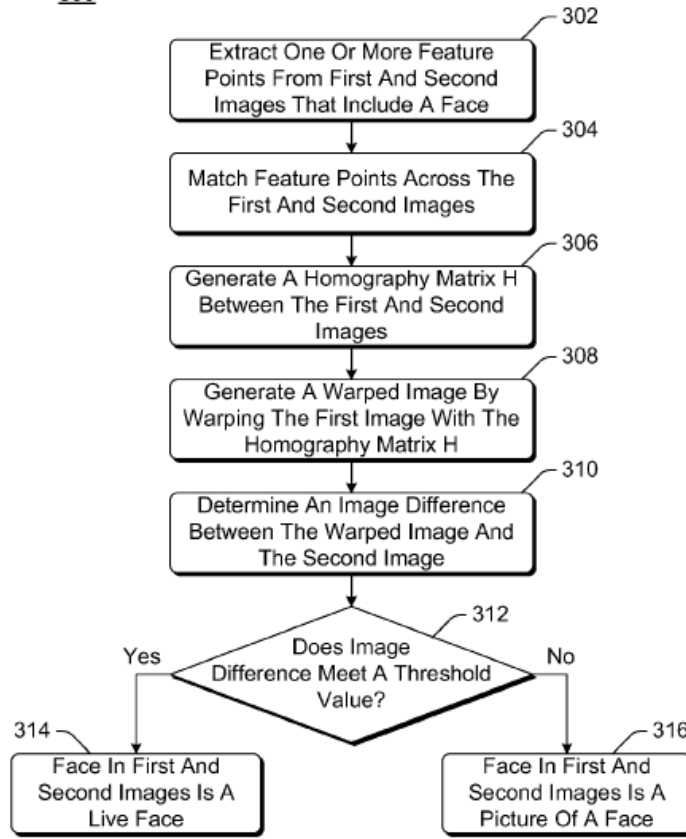 302
Extract One Or More Feature
Points From First And Second
Images That Include A Face
304
Match Feature Points Across The
First And Second Images
306
Generate A Homography Matrix H
Between The First And Second
Images
308
Generate A Warped Image By
Warping The First Image With The
Homography Matrix H
310
Determine An Image Difference
Between The Warped Image And
The Second Image
312
Does Image
Difference Meet A Threshold
Value?
Yes
No
314
Face In First And
Second Images Is A
Live Face
316
Face In First And
Second Images Is A
Picture Of A Face